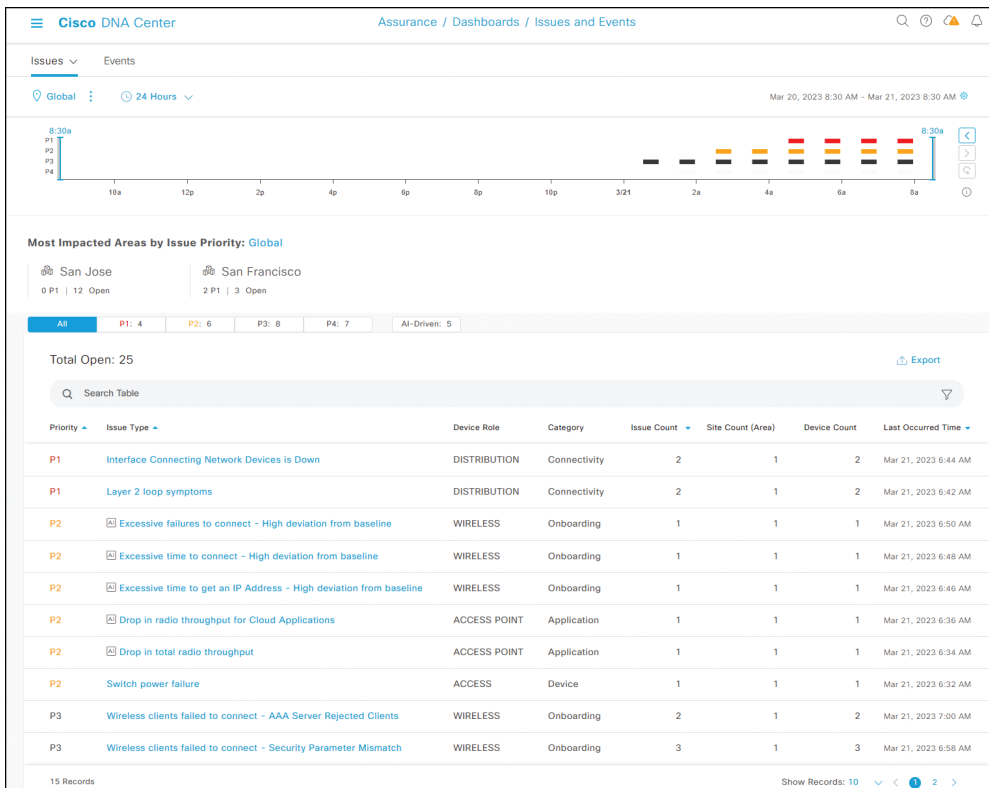 Cisco DNA Center
Assurance / Dashboards / Issues and Events
Issues Events
Global 24 Hours Mar 20, 2023 8:30 AM - Mar 21, 2023 8:30 AM
8:30a 8:30a
P1
P2
P3
P4
10a 12p 2p 4p 6p 8p 10p 3/21 2a 4a 6a 8a
Most Impacted Areas by Issue Priority: Global
San Jose San Francisco
0 P1 | 12 Open 2 P1 | 3 Open
All P1: 4 P2: 6 P3: 8 P4: 7 AI-Driven: 5
Total Open: 25 Export
Search Table
Priority Issue Type Device Role Category Issue Count Site Count (Area) Device Count Last Occurred Time
P1 Interface Connecting Network Devices is Down DISTRIBUTION Connectivity 2 1 2 Mar 21, 2023 6:44 AM
P1 Layer 2 loop symptoms DISTRIBUTION Connectivity 2 1 2 Mar 21, 2023 6:42 AM
P2 AI Excessive failures to connect - High deviation from baseline WIRELESS Onboarding 1 1 1 Mar 21, 2023 6:50 AM
P2 AI Excessive time to connect - High deviation from baseline WIRELESS Onboarding 1 1 1 Mar 21, 2023 6:48 AM
P2 AI Excessive time to get an IP Address - High deviation from baseline WIRELESS Onboarding 1 1 1 Mar 21, 2023 6:46 AM
P2 AI Drop in radio throughput for Cloud Applications ACCESS POINT Application 1 1 1 Mar 21, 2023 6:36 AM
P2 AI Drop in total radio throughput ACCESS POINT Application 1 1 1 Mar 21, 2023 6:34 AM
P2 Switch power failure ACCESS Device 1 1 1 Mar 21, 2023 6:32 AM
P3 Wireless clients failed to connect - AAA Server Rejected Clients WIRELESS Onboarding 2 1 2 Mar 21, 2023 7:00 AM
P3 Wireless clients failed to connect - Security Parameter Mismatch WIRELESS Onboarding 3 1 3 Mar 21, 2023 6:58 AM
15 Records Show Records: 10 1 2